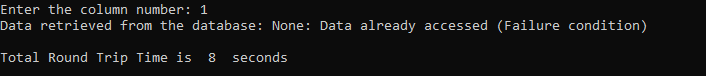 Enter the column number: 1
Data retrieved from the database: None: Data already accessed (Failure condition)
Total Round Trip Time is  8  seconds